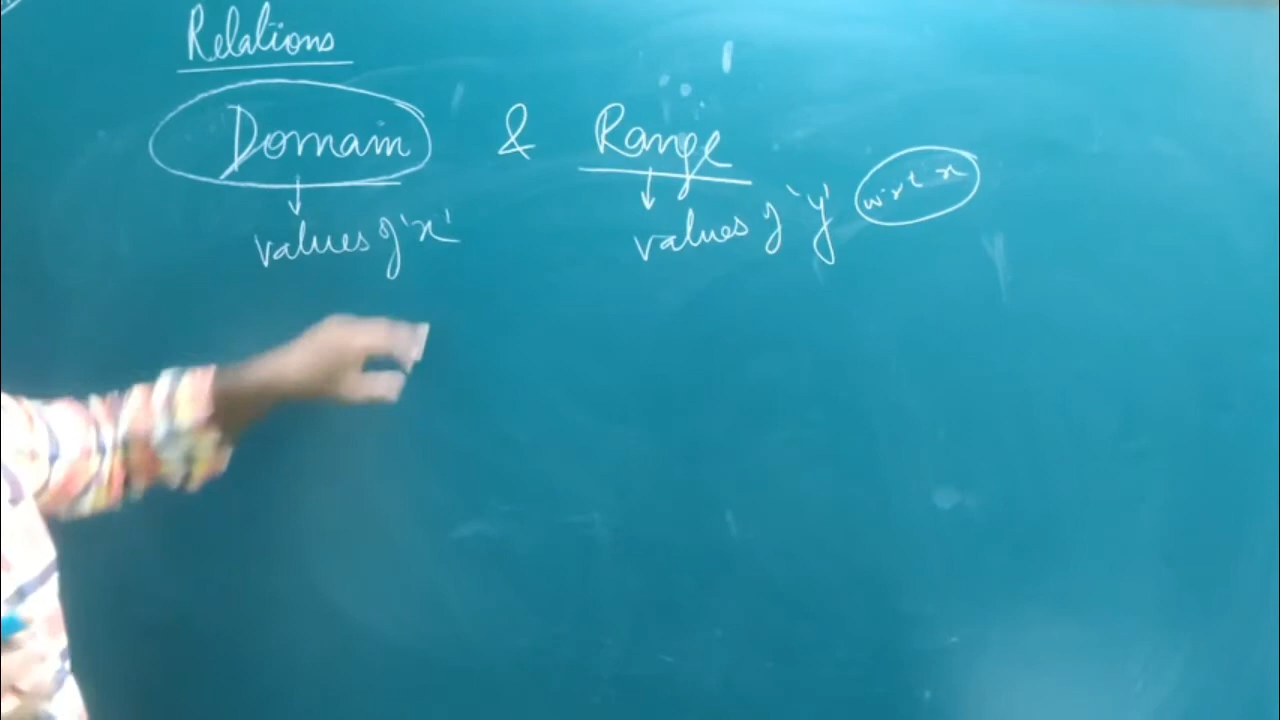 Relations
Domain & Range
values of 'x' values of 'y' w.r.t x